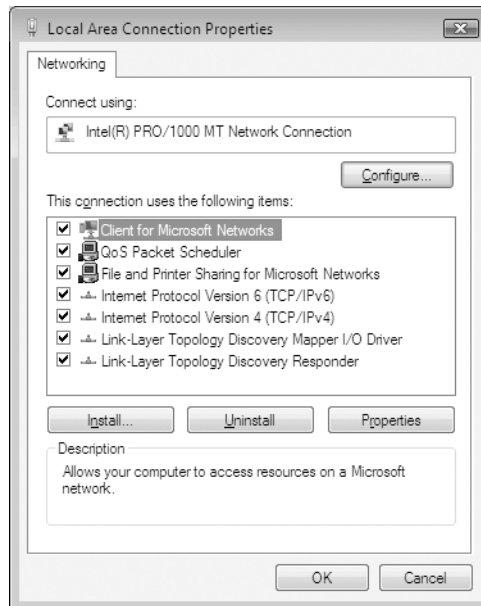 Local Area Connection Properties
Networking
Connect using:
Intel(R) PRO/1000 MT Network Connection
Configure...
This connection uses the following items:
Client for Microsoft Networks
QoS Packet Scheduler
File and Printer Sharing for Microsoft Networks
Internet Protocol Version 6 (TCP/IPv6)
Internet Protocol Version 4 (TCP/IPv4)
Link-Layer Topology Discovery Mapper I/O Driver
Link-Layer Topology Discovery Responder
Install... Uninstall Properties
Description
Allows your computer to access resources on a Microsoft
network.
OK Cancel